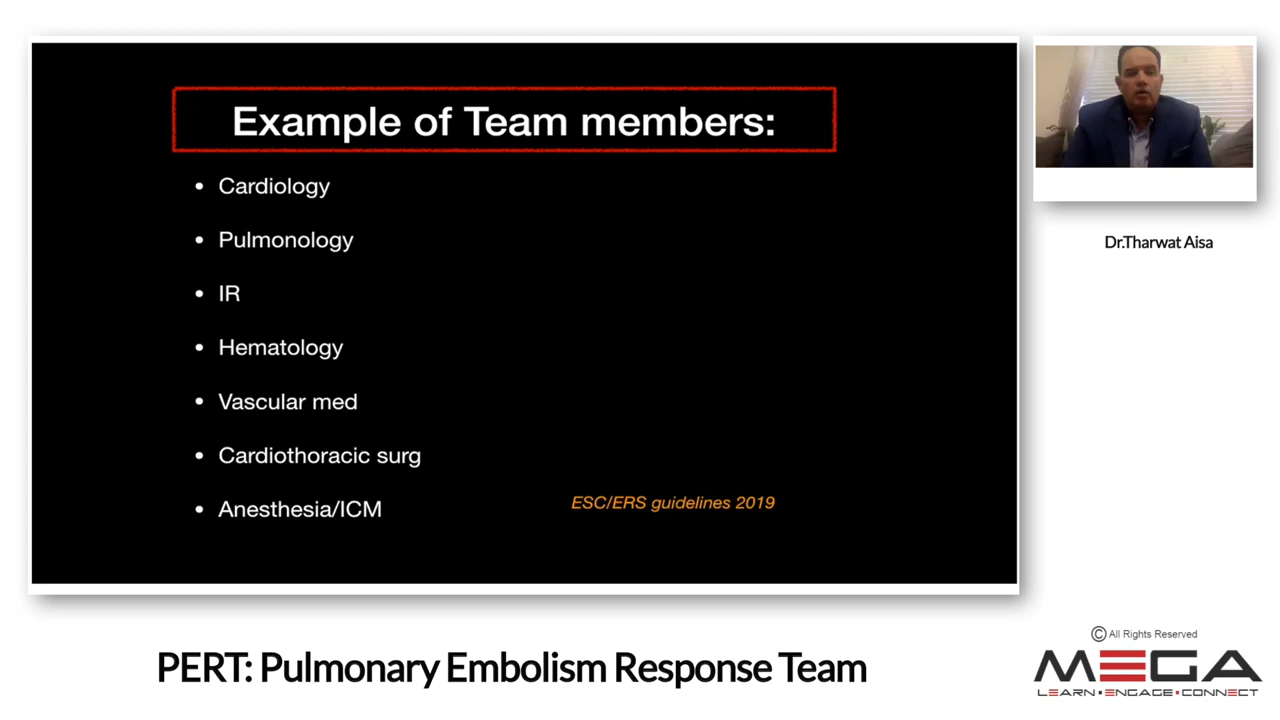 Example of Team members:
• Cardiology
• Pulmonology
• IR
• Hematology
• Vascular med
• Cardiothoracic surg
• Anesthesia/ICM
ESC/ERS guidelines 2019
Dr.Tharwat Aisa
PERT: Pulmonary Embolism Response Team
© All Rights Reserved
MEGA
LEARN • ENGAGE • CONNECT